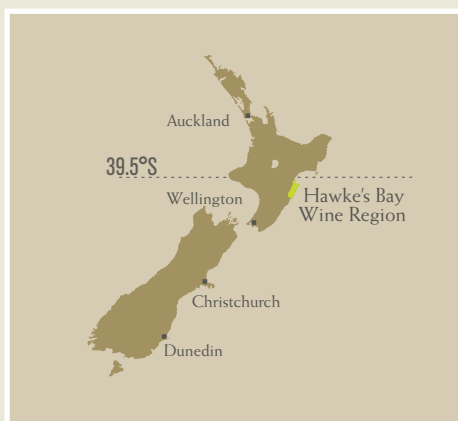 Auckland
39.5°S
Wellington
Hawke's Bay
Wine Region
Christchurch
Dunedin